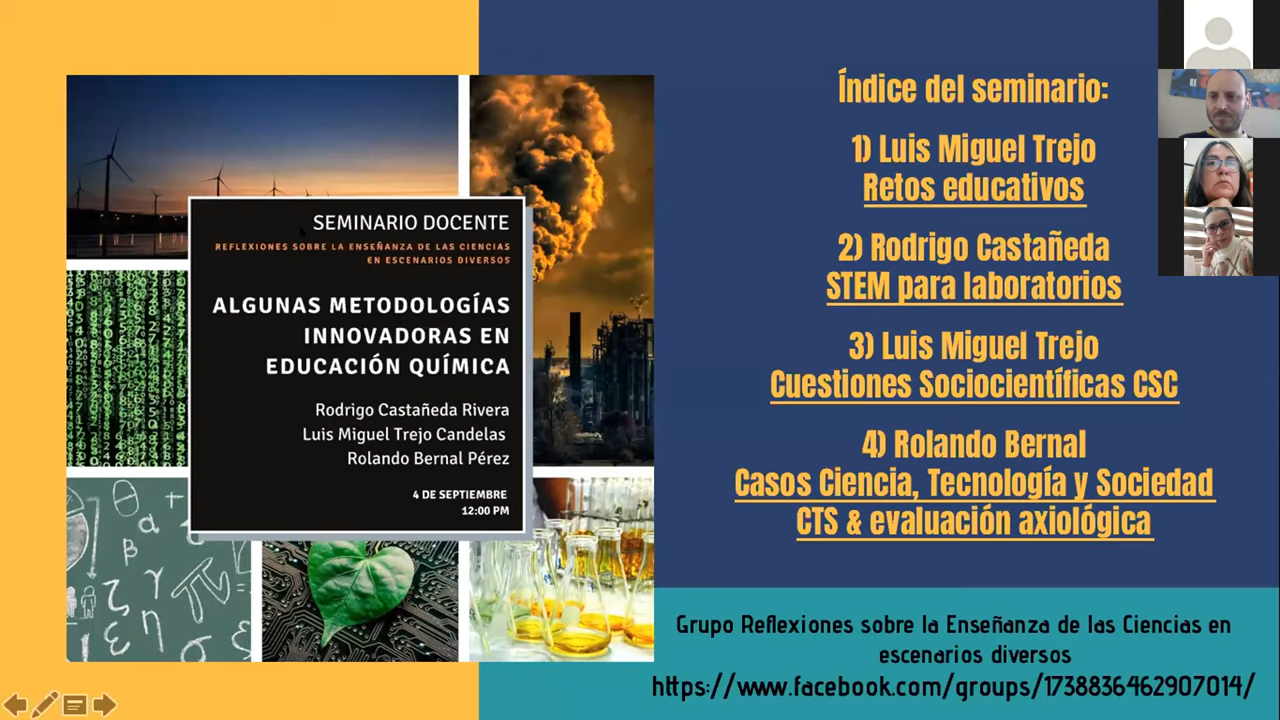 SEMINARIO DOCENTE
REFLEXIONES SOBRE LA ENSEÑANZA DE LAS CIENCIAS
EN ESCENARIOS DIVERSOS
ALGUNAS METODOLOGÍAS
INNOVADORAS EN
EDUCACIÓN QUÍMICA
Rodrigo Castañeda Rivera
Luis Miguel Trejo Candelas
Rolando Bernal Pérez
4 DE SEPTIEMBRE
12:00 PM
Índice del seminario:
1) Luis Miguel Trejo
Retos educativos
2) Rodrigo Castañeda
STEM para laboratorios
3) Luis Miguel Trejo
Cuestiones Sociocientíficas CSC
4) Rolando Bernal
Casos Ciencia, Tecnología y Sociedad
CTS & evaluación axiológica
Grupo Reflexiones sobre la Enseñanza de las Ciencias en
escenarios diversos
https://www.facebook.com/groups/1738836462907014/